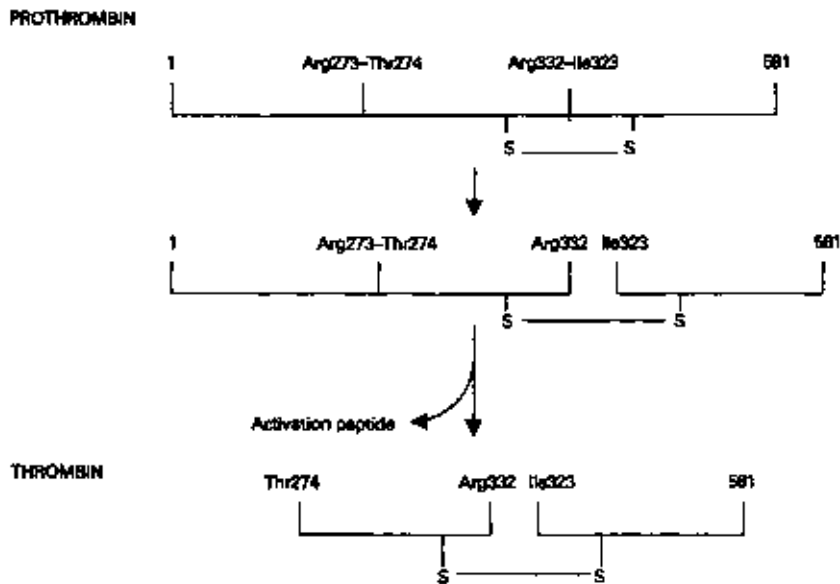 PROTHROMBIN
1 Arg273–Thr274 Arg332–Ile323 581
S S
1 Arg273–Thr274 Arg332 Ile323 581
S S
Activation peptide
THROMBIN
Thr274 Arg332 Ile323 581
S S